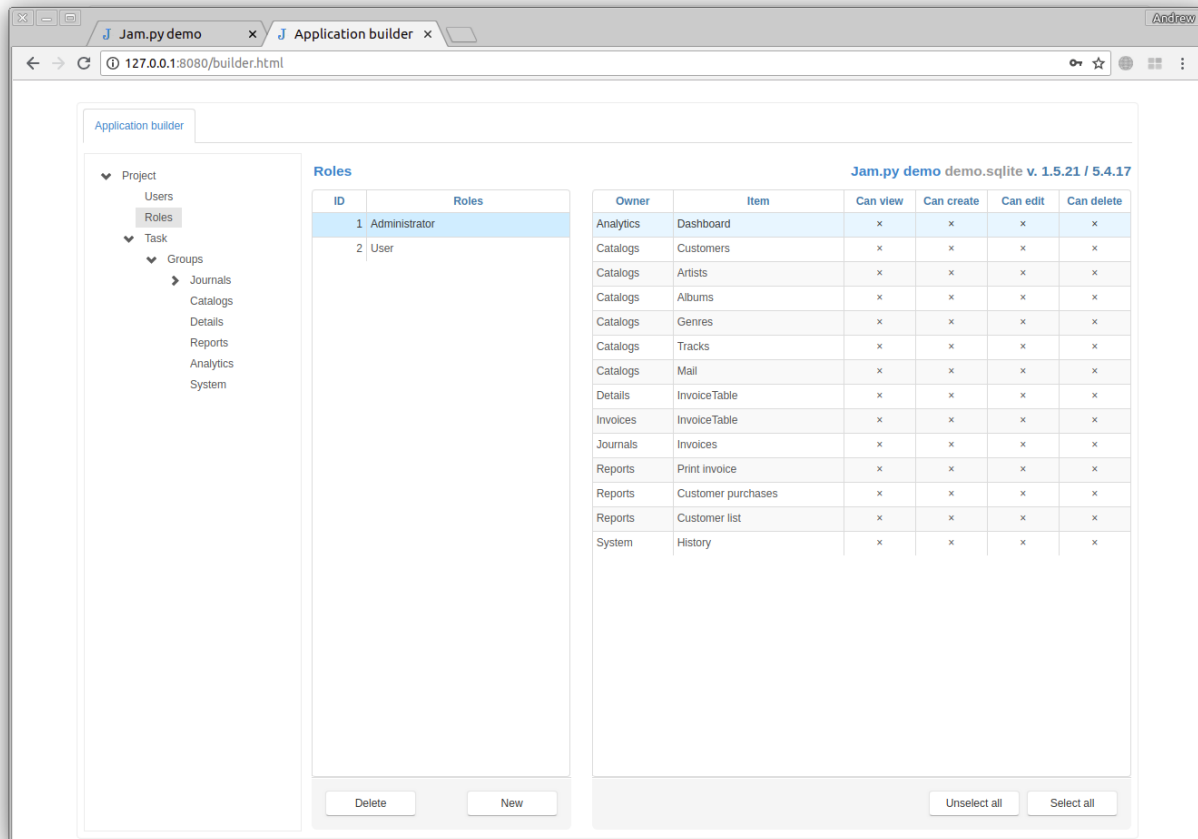 Andrew
Jam.py demo × Application builder ×
127.0.0.1:8080/builder.html
Application builder
Project
Users
Roles
Task
Groups
Journals
Catalogs
Details
Reports
Analytics
System
Roles
ID Roles
1 Administrator
2 User
Delete New
Jam.py demo demo.sqlite v. 1.5.21 / 5.4.17
Owner Item Can view Can create Can edit Can delete
Analytics Dashboard × × × ×
Catalogs Customers × × × ×
Catalogs Artists × × × ×
Catalogs Albums × × × ×
Catalogs Genres × × × ×
Catalogs Tracks × × × ×
Catalogs Mail × × × ×
Details InvoiceTable × × × ×
Invoices InvoiceTable × × × ×
Journals Invoices × × × ×
Reports Print invoice × × × ×
Reports Customer purchases × × × ×
Reports Customer list × × × ×
System History × × × ×
Unselect all Select all